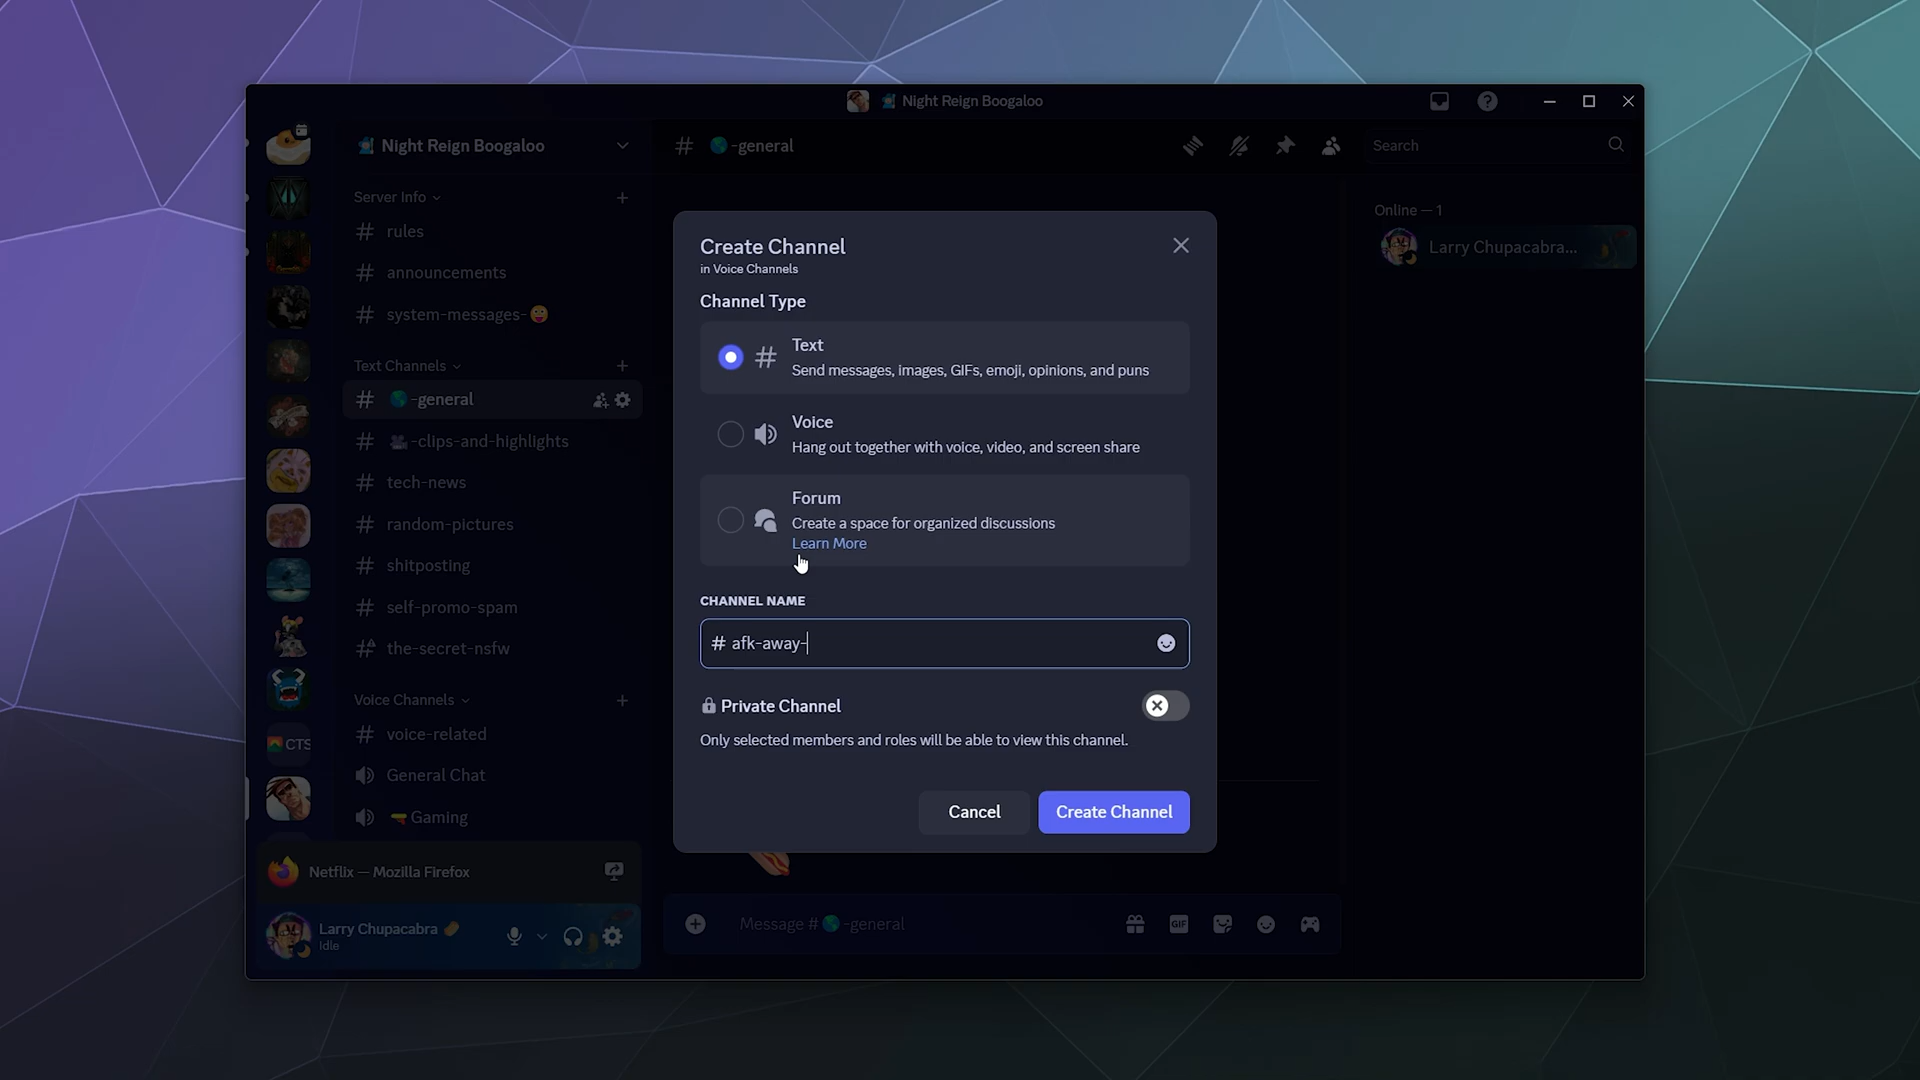 Night Reign Boogaloo
Night Reign Boogaloo
-general
Search
Server Info
rules
announcements
system-messages-
Text Channels
-general
-clips-and-highlights
tech-news
random-pictures
shitposting
self-promo-spam
the-secret-nsfw
Voice Channels
voice-related
General Chat
Gaming
CTS
Netflix — Mozilla Firefox
Larry Chupacabra
Idle
Create Channel
in Voice Channels
Channel Type
# Text
Send messages, images, GIFs, emoji, opinions, and puns
Voice
Hang out together with voice, video, and screen share
Forum
Create a space for organized discussions
Learn More
CHANNEL NAME
# afk-away-
Private Channel
Only selected members and roles will be able to view this channel.
Cancel
Create Channel
Message # -general
GIF
Online — 1
Larry Chupacabra...